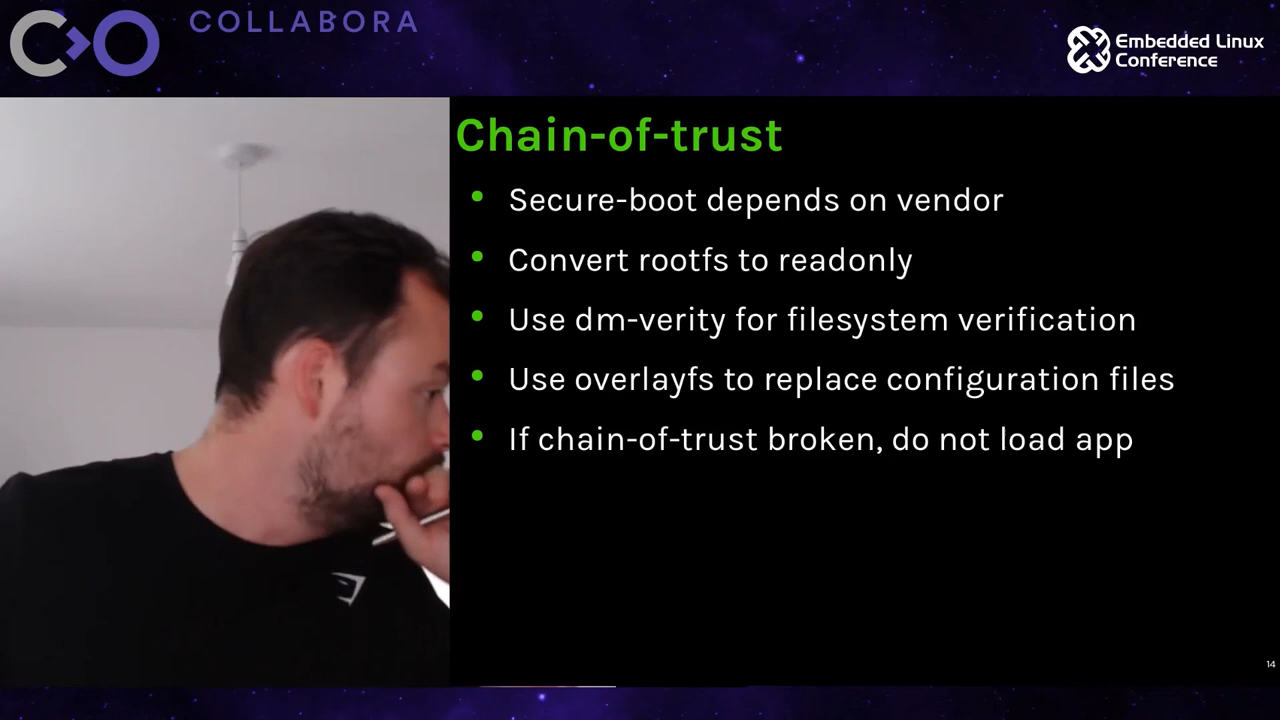 COLLABORA
Embedded Linux
Conference
Chain-of-trust
Secure-boot depends on vendor
Convert rootfs to readonly
Use dm-verity for filesystem verification
Use overlayfs to replace configuration files
If chain-of-trust broken, do not load app
14